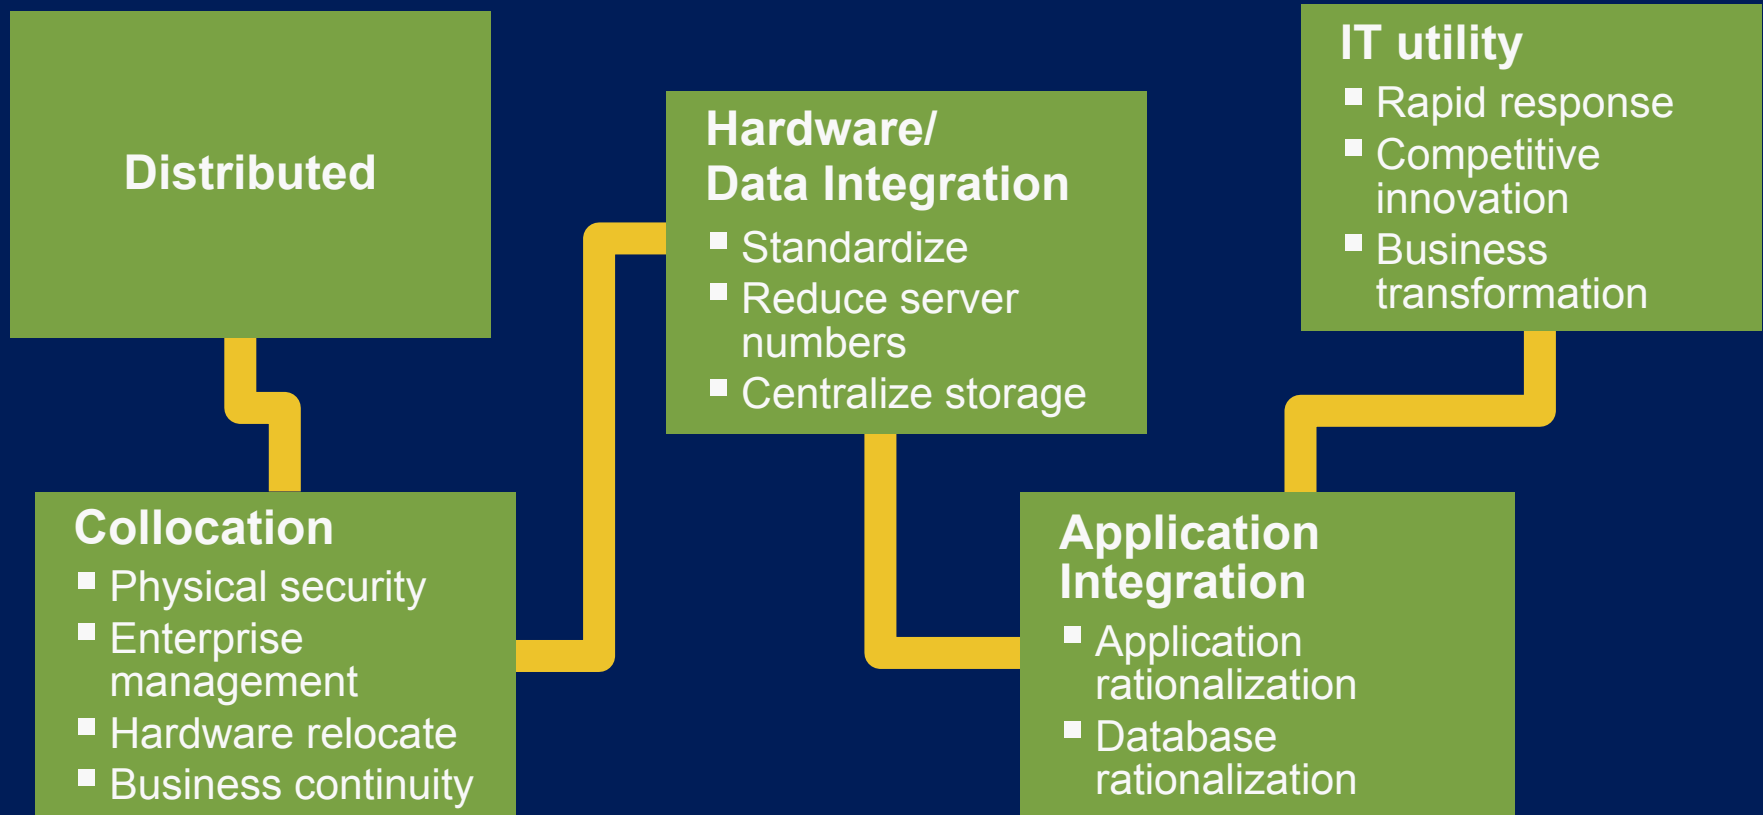 Distributed
Collocation
Physical security
Enterprise
management
Hardware relocate
Business continuity
Hardware/
Data Integration
Standardize
Reduce server
numbers
Centralize storage
Application
Integration
Application
rationalization
Database
rationalization
IT utility
Rapid response
Competitive
innovation
Business
transformation